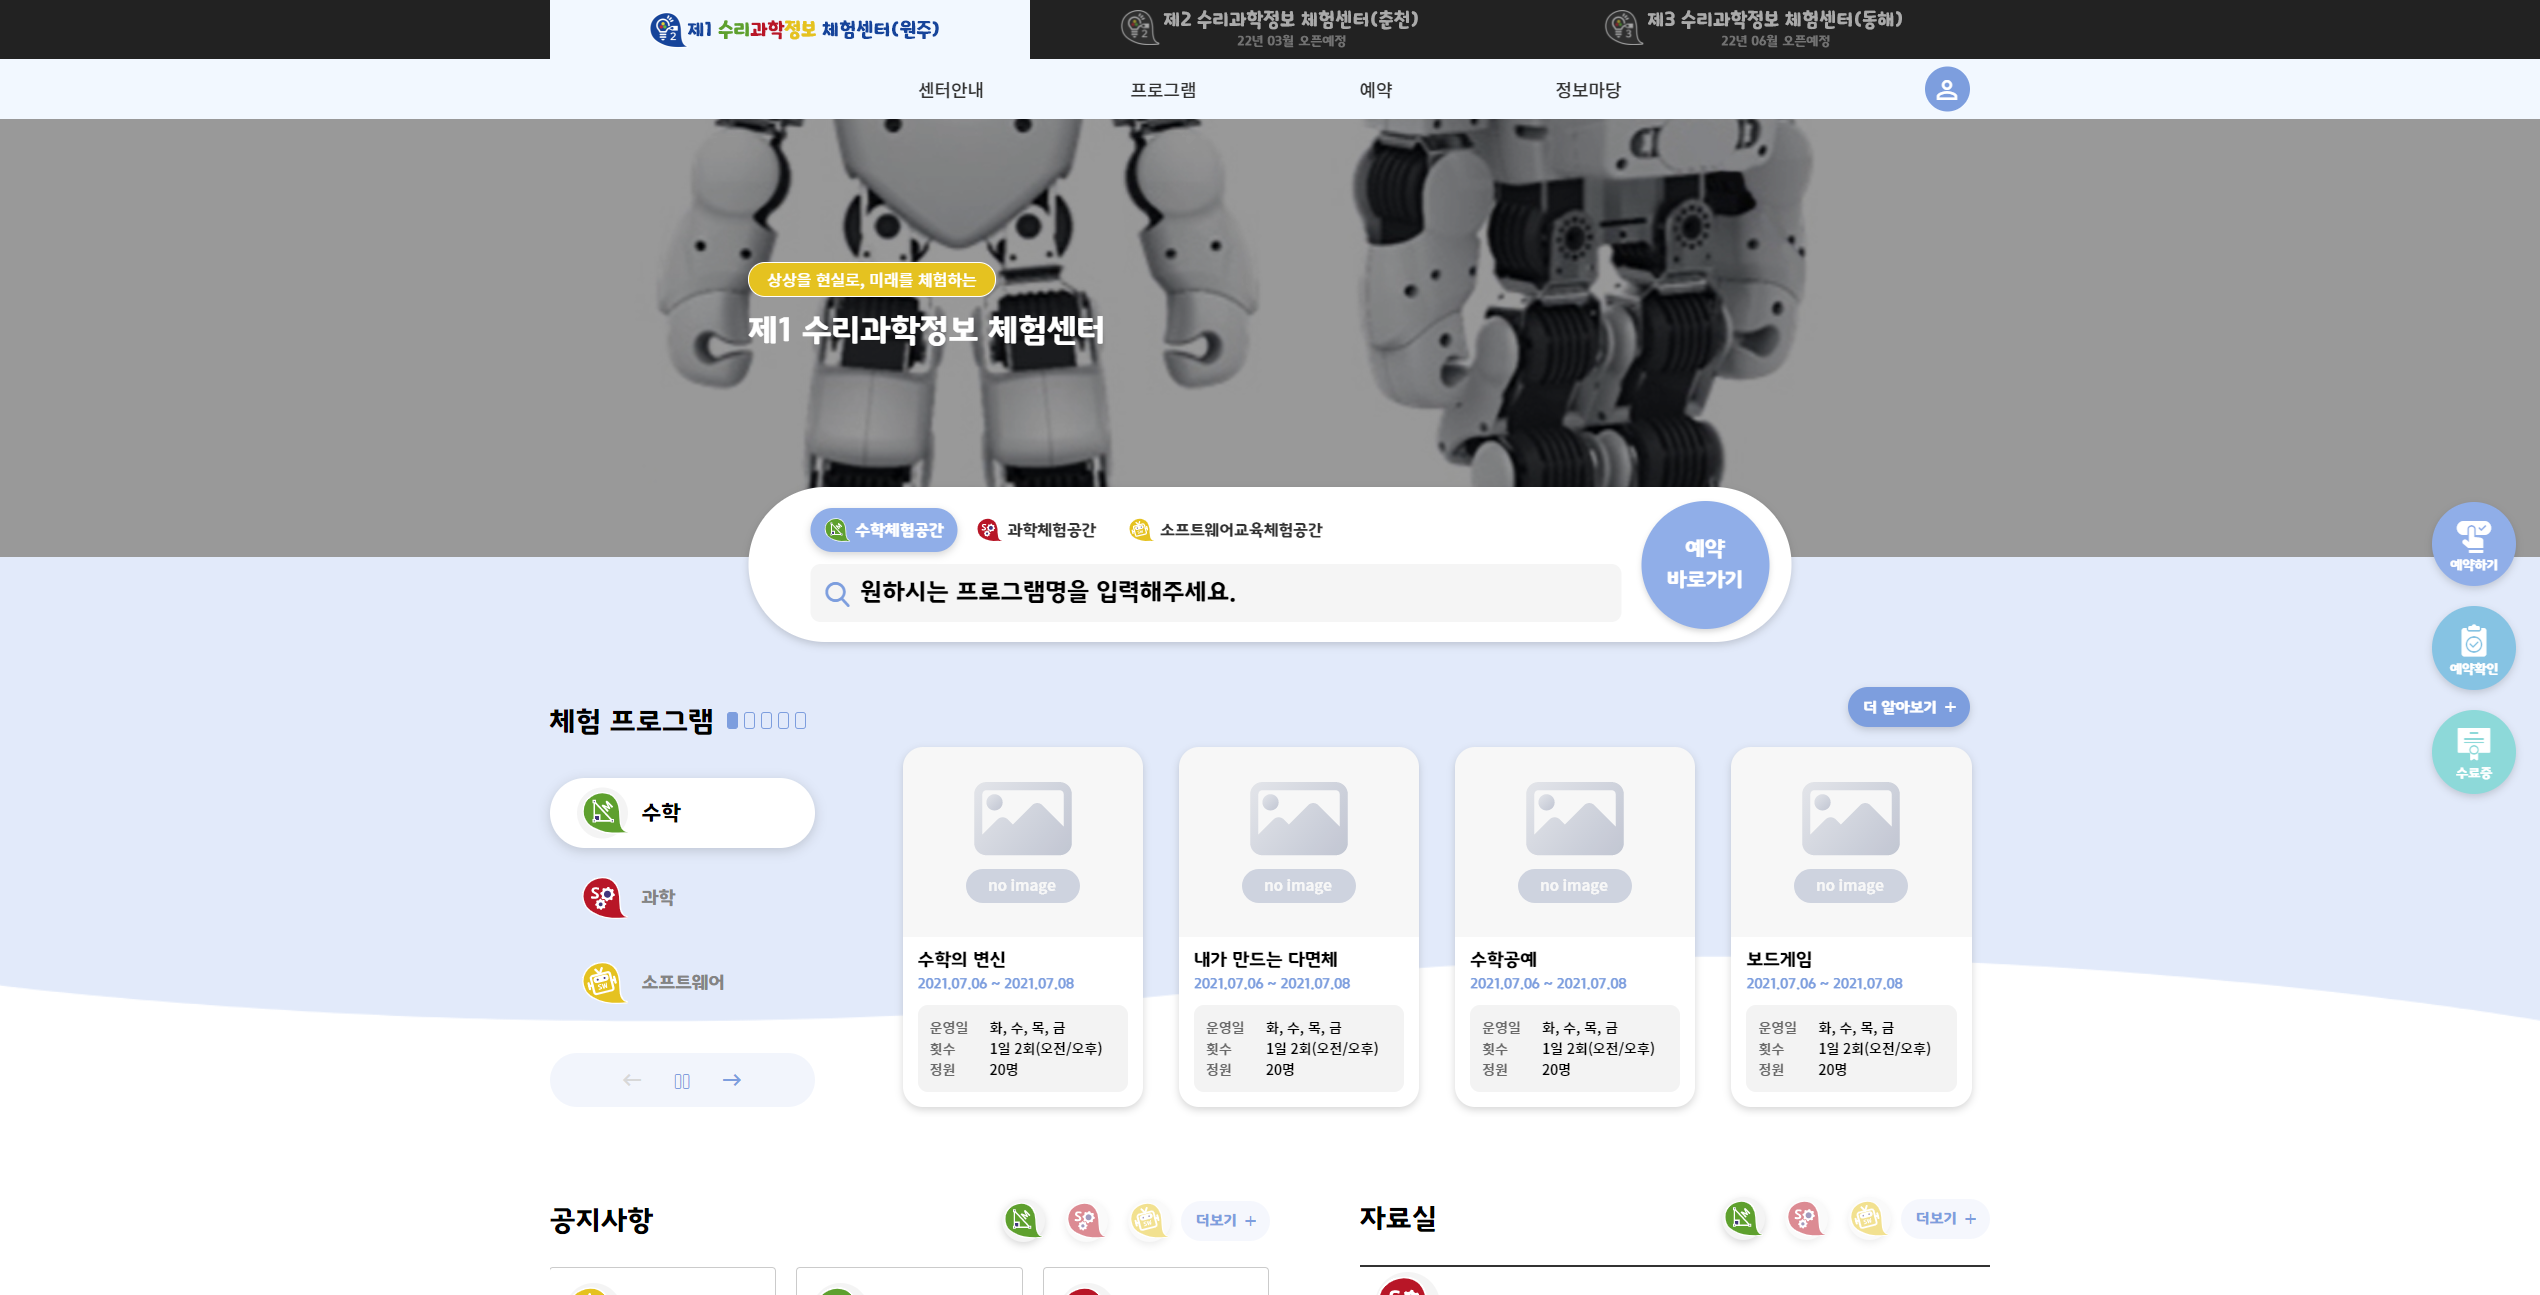 제1 수리과학정보 체험센터(원주)
제2 수리과학정보 체험센터(춘천)
22년 03월 오픈예정
제3 수리과학정보 체험센터(동해)
22년 06월 오픈예정
센터안내
프로그램
예약
정보마당
상상을 현실로, 미래를 체험하는
제1 수리과학정보 체험센터
수학체험공간
과학체험공간
소프트웨어교육체험공간
원하시는 프로그램명을 입력해주세요.
예약
바로가기
예약하기
예약확인
수료증
체험 프로그램
더 알아보기 +
수학
과학
소프트웨어
no image
수학의 변신
2021.07.06 ~ 2021.07.08
운영일 화, 수, 목, 금
횟수 1일 2회(오전/오후)
정원 20명
no image
내가 만드는 다면체
2021.07.06 ~ 2021.07.08
운영일 화, 수, 목, 금
횟수 1일 2회(오전/오후)
정원 20명
no image
수학공예
2021.07.06 ~ 2021.07.08
운영일 화, 수, 목, 금
횟수 1일 2회(오전/오후)
정원 20명
no image
보드게임
2021.07.06 ~ 2021.07.08
운영일 화, 수, 목, 금
횟수 1일 2회(오전/오후)
정원 20명
공지사항
더보기 +
자료실
더보기 +